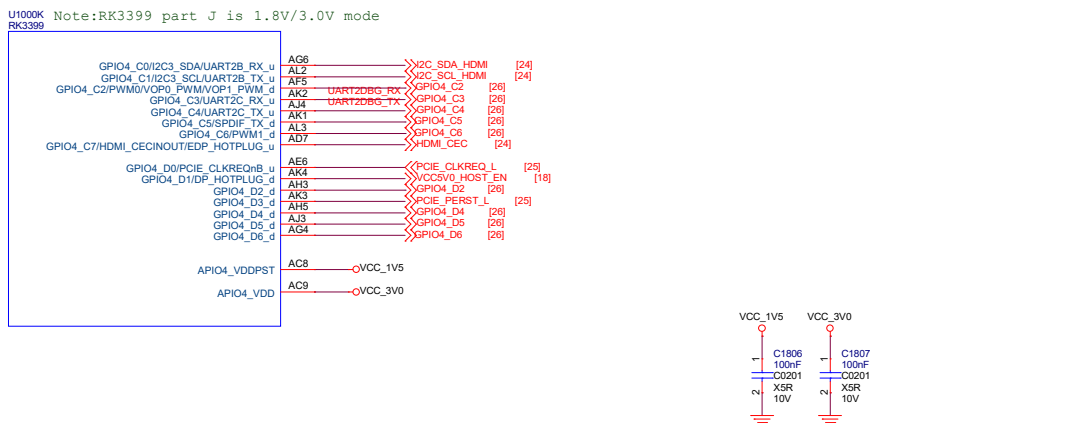 U1000K Note:RK3399 part J is 1.8V/3.0V mode
RK3399
GPIO4_C0/I2C3_SDA/UART2B_RX_u AG6 I2C_SDA_HDMI [24]
GPIO4_C1/I2C3_SCL/UART2B_TX_u AL2 I2C_SCL_HDMI [24]
GPIO4_C2/PWM0/VOP0_PWM/VOP1_PWM_d AF5 GPIO4_C2 [26]
GPIO4_C3/UART2C_RX_u AK2 UART2DBG_RX GPIO4_C3 [26]
GPIO4_C4/UART2C_TX_u AJ4 UART2DBG_TX GPIO4_C4 [26]
GPIO4_C5/SPDIF_TX_d AK1 GPIO4_C5 [26]
GPIO4_C6/PWM1_d AL3 GPIO4_C6 [26]
GPIO4_C7/HDMI_CECINOUT/EDP_HOTPLUG_u AD7 HDMI_CEC [24]
GPIO4_D0/PCIE_CLKREQnB_u AE6 PCIE_CLKREQ_L [25]
GPIO4_D1/DP_HOTPLUG_d AK4 VCC5V0_HOST_EN [18]
GPIO4_D2_d AH3 GPIO4_D2 [26]
GPIO4_D3_d AK3 PCIE_PERST_L [25]
GPIO4_D4_d AH5 GPIO4_D4 [26]
GPIO4_D5_d AJ3 GPIO4_D5 [26]
GPIO4_D6_d AG4 GPIO4_D6 [26]
APIO4_VDDPST AC8 VCC_1V5
APIO4_VDD AC9 VCC_3V0
VCC_1V5 VCC_3V0
1 C1806 1 C1807
100nF 100nF
C0201 C0201
2 X5R 2 X5R
10V 10V